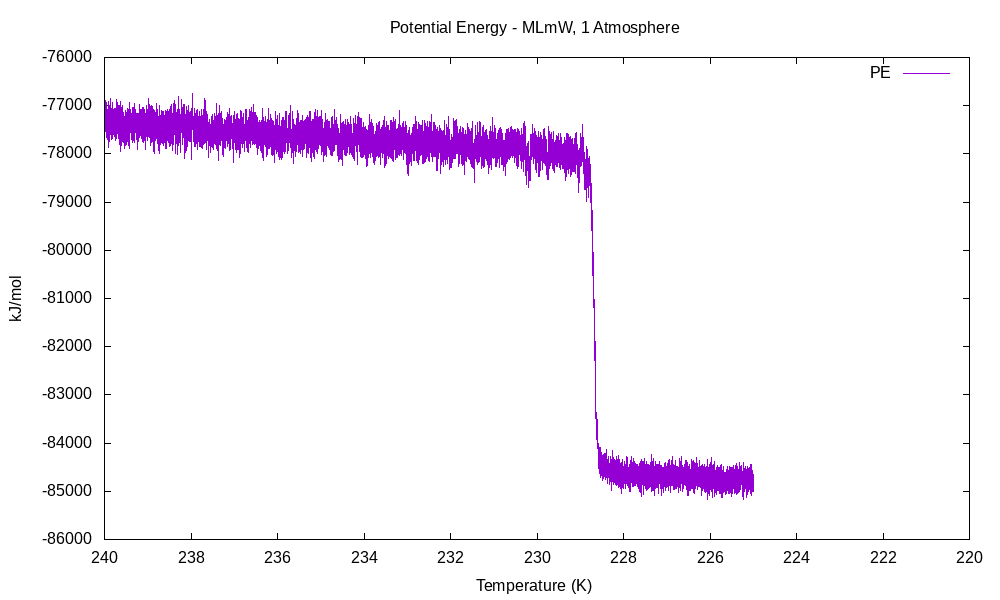 Potential Energy - MLmW, 1 Atmosphere
-76000
-77000
-78000
-79000
-80000
-81000
-82000
-83000
-84000
-85000
-86000
kJ/mol
PE
240 238 236 234 232 230 228 226 224 222 220
Temperature (K)